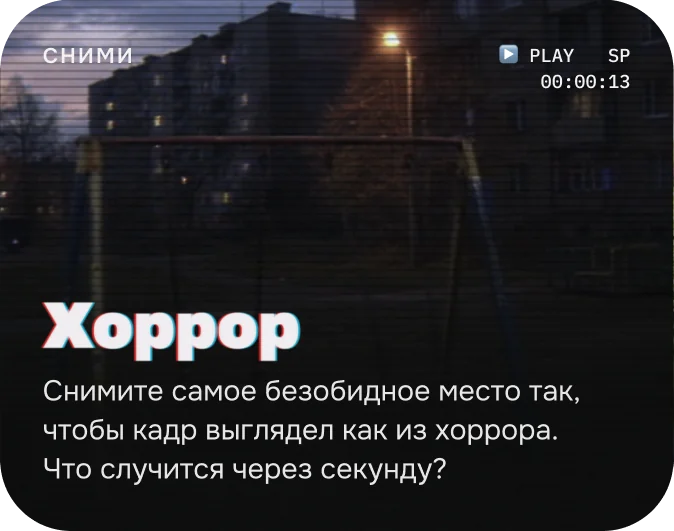 СНИМИ
▶ PLAY SP
00:00:13
Хоррор
Снимите самое безобидное место так,
чтобы кадр выглядел как из хоррора.
Что случится через секунду?